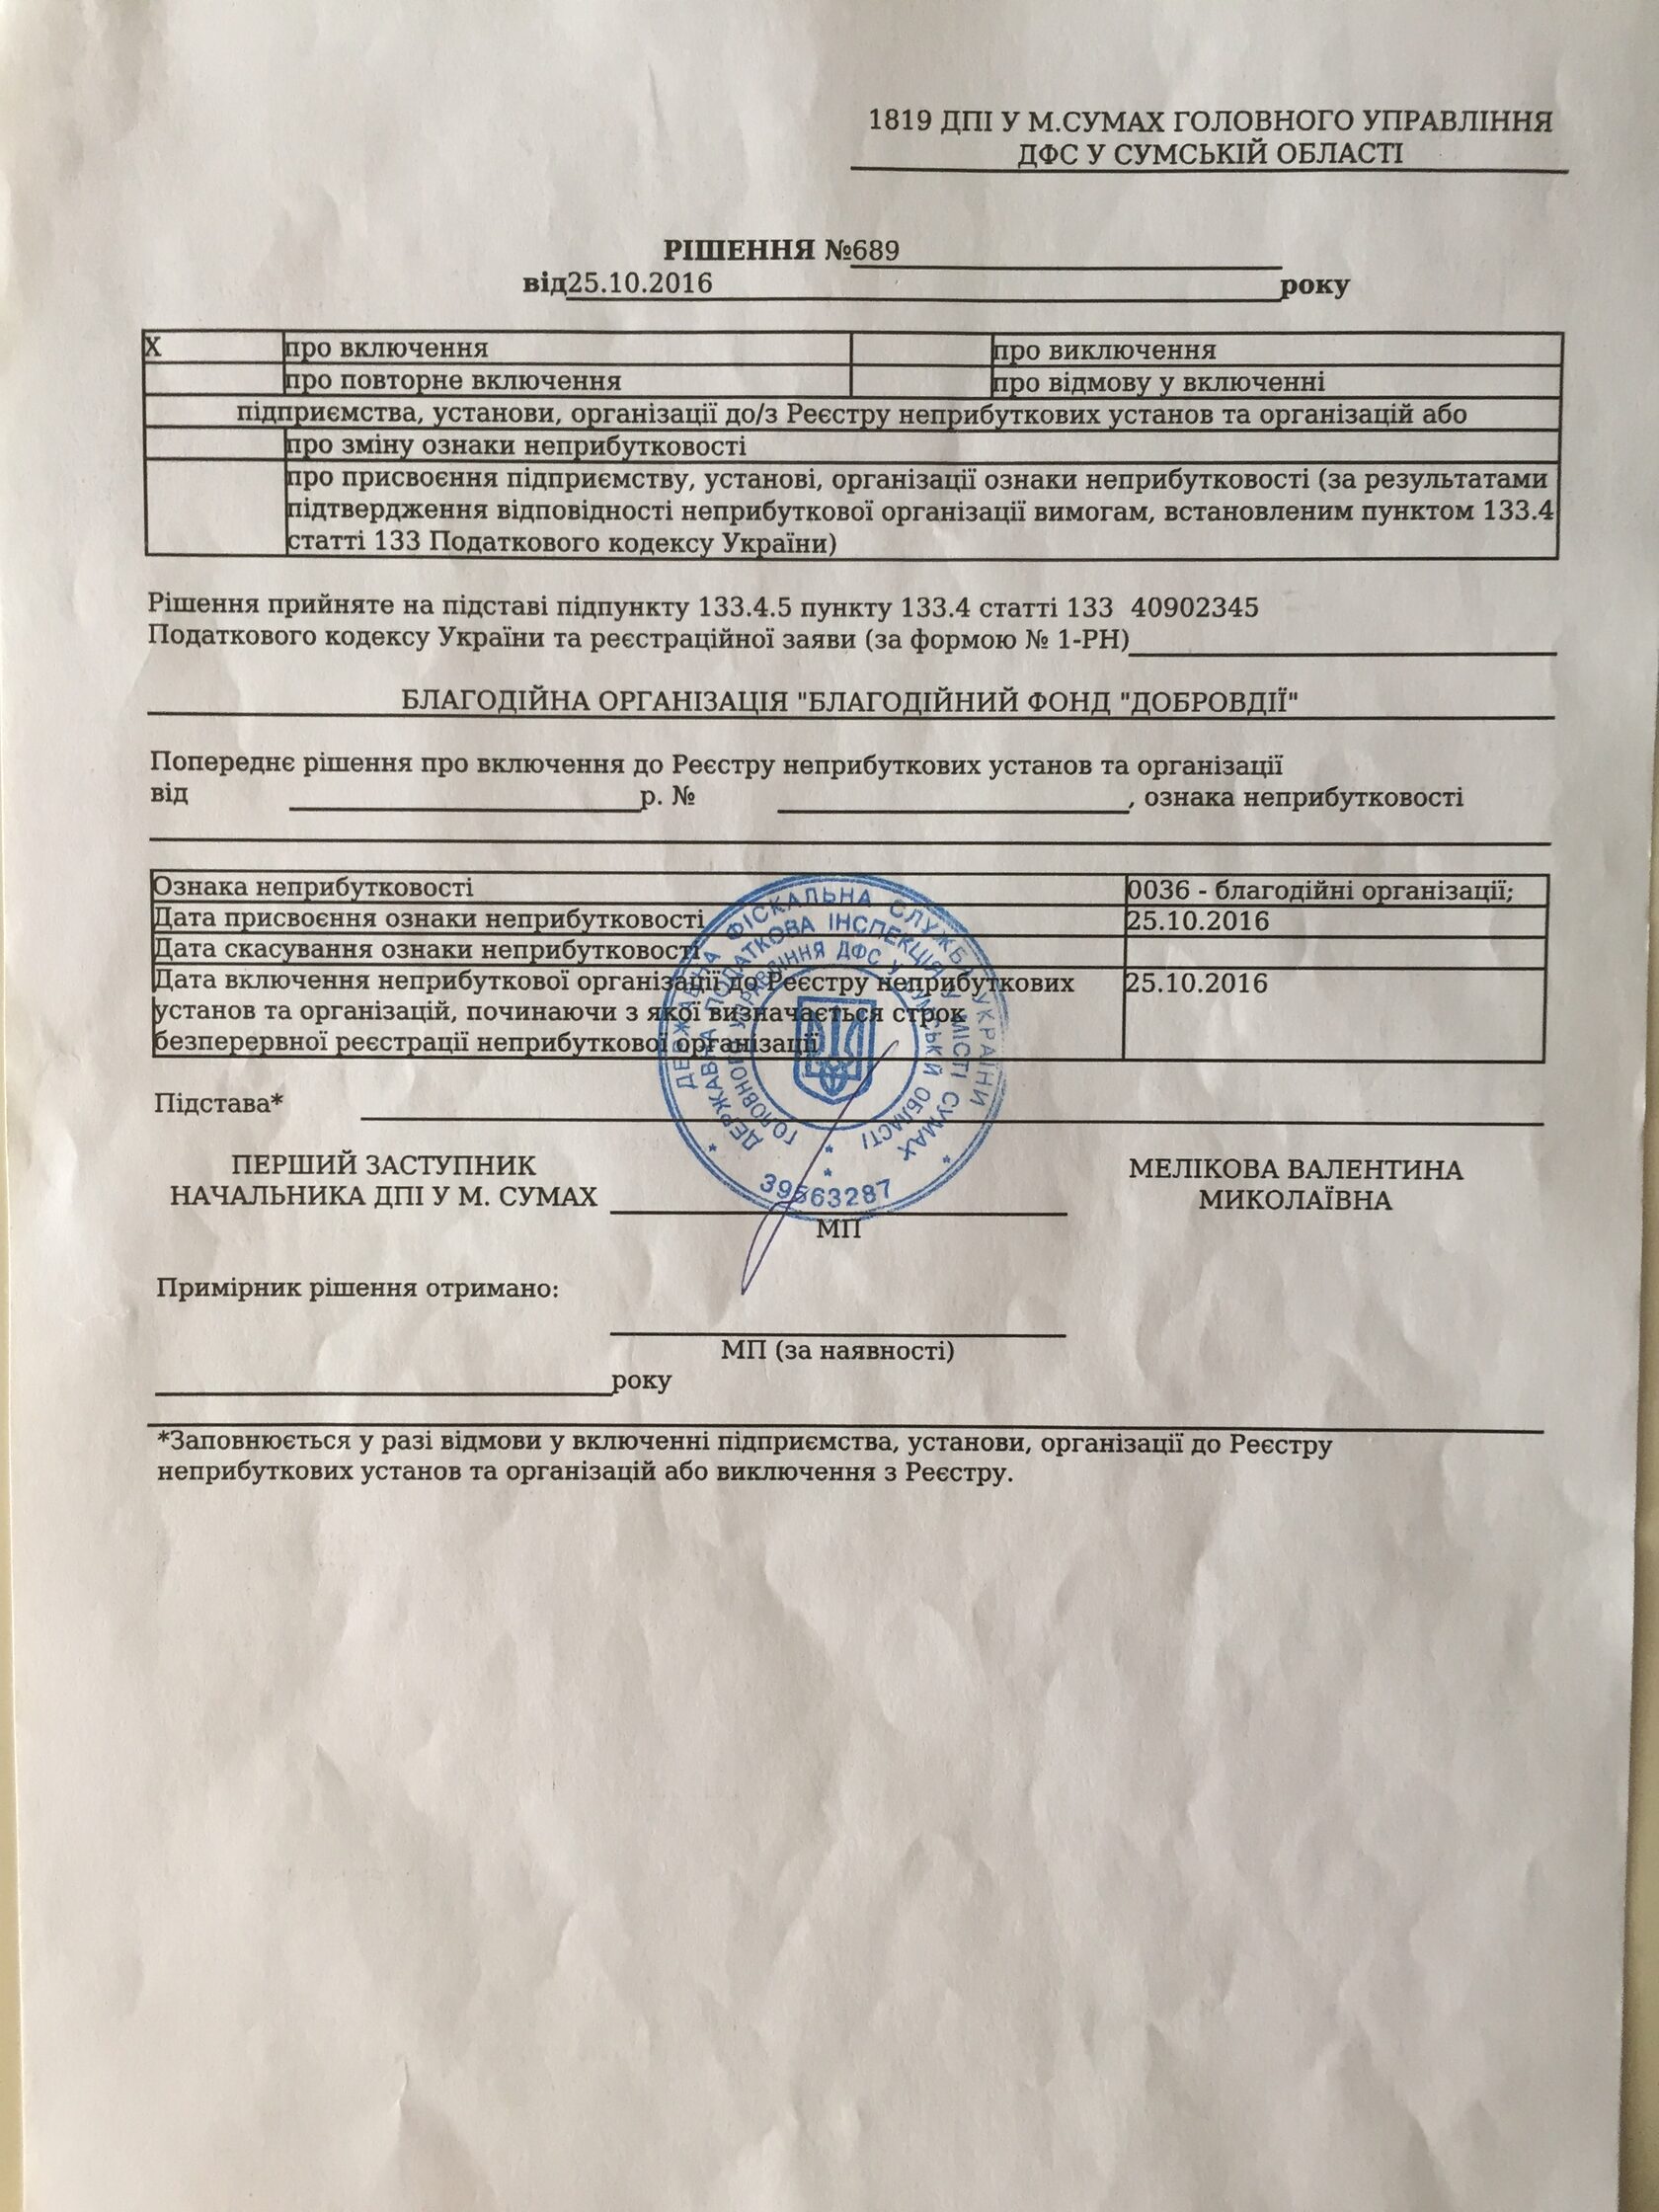 1819 ДПІ У М.СУМАХ ГОЛОВНОГО УПРАВЛІННЯ
ДФС У СУМСЬКІЙ ОБЛАСТІ
РІШЕННЯ №689
від25.10.2016 року
X про включення про виключення
про повторне включення про відмову у включенні
підприємства, установи, організації до/з Реєстру неприбуткових установ та організацій або
про зміну ознаки неприбутковості
про присвоєння підприємству, установі, організації ознаки неприбутковості (за результатами
підтвердження відповідності неприбуткової організації вимогам, встановленим пунктом 133.4
статті 133 Податкового кодексу України)
Рішення прийняте на підставі підпункту 133.4.5 пункту 133.4 статті 133 40902345
Податкового кодексу України та реєстраційної заяви (за формою № 1-РН)
БЛАГОДІЙНА ОРГАНІЗАЦІЯ "БЛАГОДІЙНИЙ ФОНД "ДОБРОВДІЇ"
Попереднє рішення про включення до Реєстру неприбуткових установ та організації
від р. № , ознака неприбутковості
Ознака неприбутковості 0036 - благодійні організації;
Дата присвоєння ознаки неприбутковості 25.10.2016
Дата скасування ознаки неприбутковості
Дата включення неприбуткової організації до Реєстру неприбуткових 25.10.2016
установ та організацій, починаючи з якої визначається строк
безперервної реєстрації неприбуткової організації
ДЕРЖАВНА ФІСКАЛЬНА СЛУЖБА УКРАЇНИ
ДЕРЖАВНА ПОДАТКОВА ІНСПЕКЦІЯ У МІСТІ СУМАХ
ГОЛОВНОГО УПРАВЛІННЯ ДФС У СУМСЬКІЙ ОБЛАСТІ
39563287
Підстава*
ПЕРШИЙ ЗАСТУПНИК МЕЛІКОВА ВАЛЕНТИНА
НАЧАЛЬНИКА ДПІ У М. СУМАХ МИКОЛАЇВНА
МП
Примірник рішення отримано:
МП (за наявності)
року
*Заповнюється у разі відмови у включенні підприємства, установи, організації до Реєстру
неприбуткових установ та організацій або виключення з Реєстру.